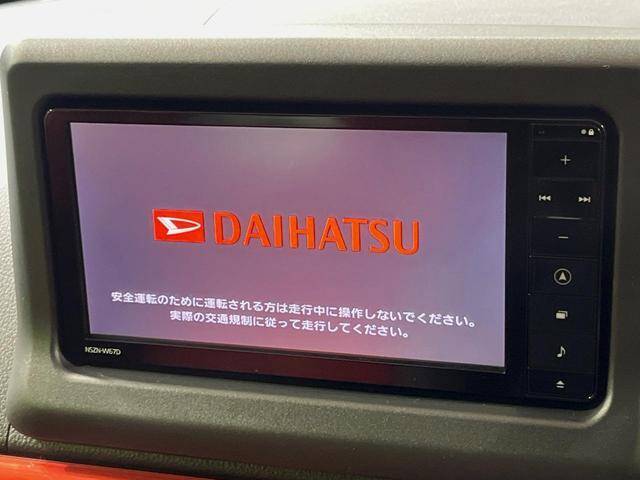 DAIHATSU
安全運転のために運転される方は走行中に操作しないでください。
実際の交通規制に従って走行してください。
NSZN-W67D